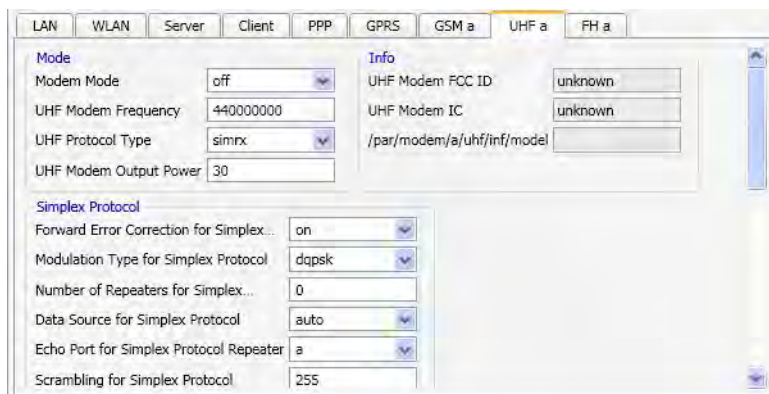 LAN WLAN Server Client PPP GPRS GSM a UHF a FH a
Mode
Modem Mode off
UHF Modem Frequency 440000000
UHF Protocol Type simrx
UHF Modem Output Power 30
Info
UHF Modem FCC ID unknown
UHF Modem IC unknown
/par/modem/a/uhf/inf/model
Simplex Protocol
Forward Error Correction for Simplex... on
Modulation Type for Simplex Protocol dqpsk
Number of Repeaters for Simplex... 0
Data Source for Simplex Protocol auto
Echo Port for Simplex Protocol Repeater a
Scrambling for Simplex Protocol 255